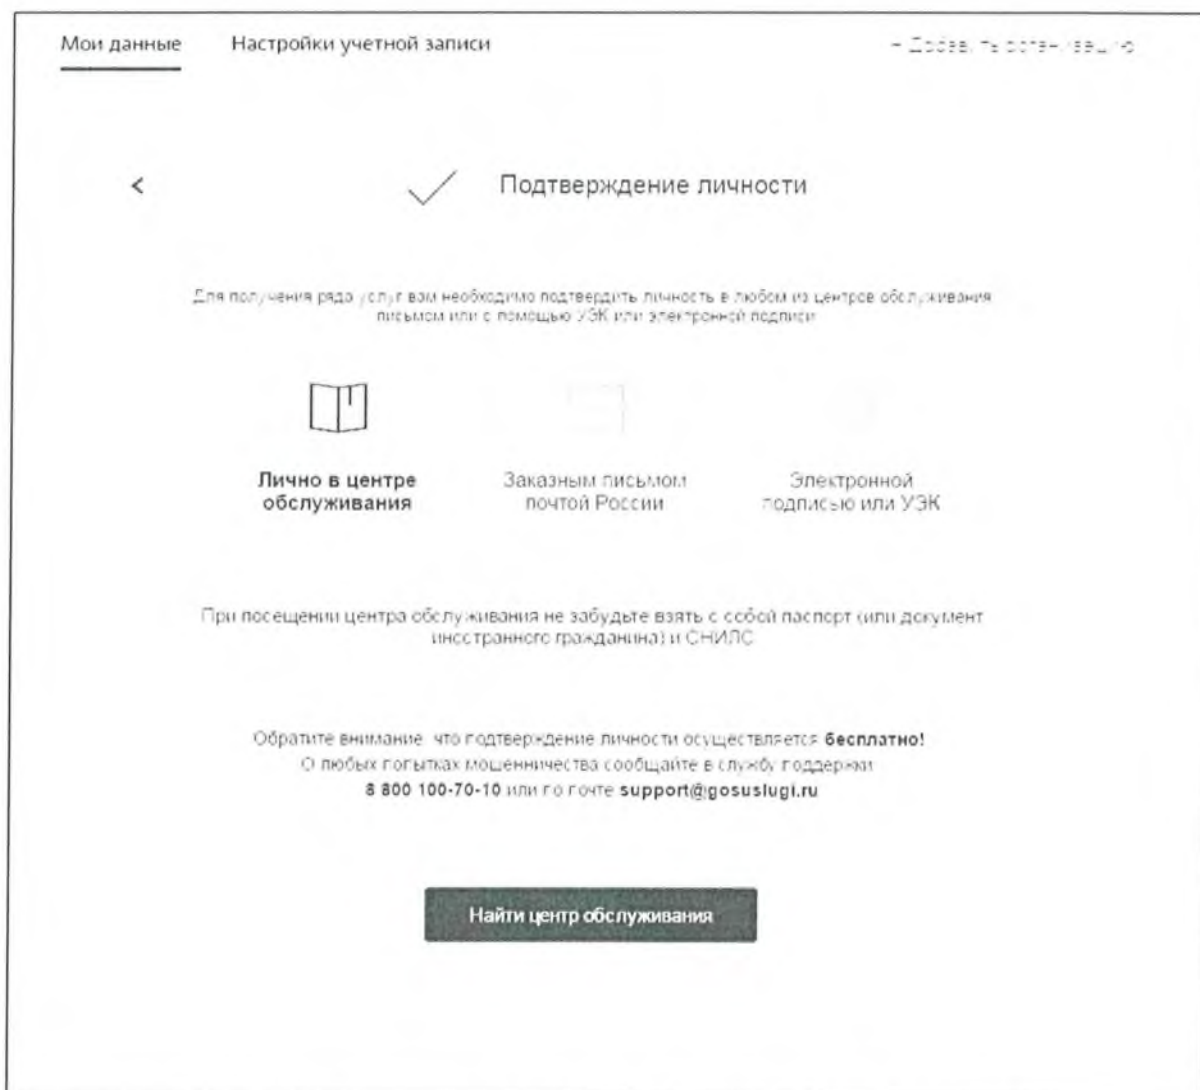 Мои данные Настройки учетной записи + Добавить организацию
< Подтверждение личности
Для получения ряда услуг вам необходимо подтвердить личность в любом из центров обслуживания,
письмом или с помощью УЭК или электронной подписи
Лично в центре Заказным письмом Электронной
обслуживания почтой России подписью или УЭК
При посещении центра обслуживания не забудьте взять с собой паспорт (или документ
иностранного гражданина) и СНИЛС
Обратите внимание, что подтверждение личности осуществляется бесплатно!
О любых попытках мошенничества сообщайте в службу поддержки
8 800 100-70-10 или по почте support@gosuslugi.ru
Найти центр обслуживания